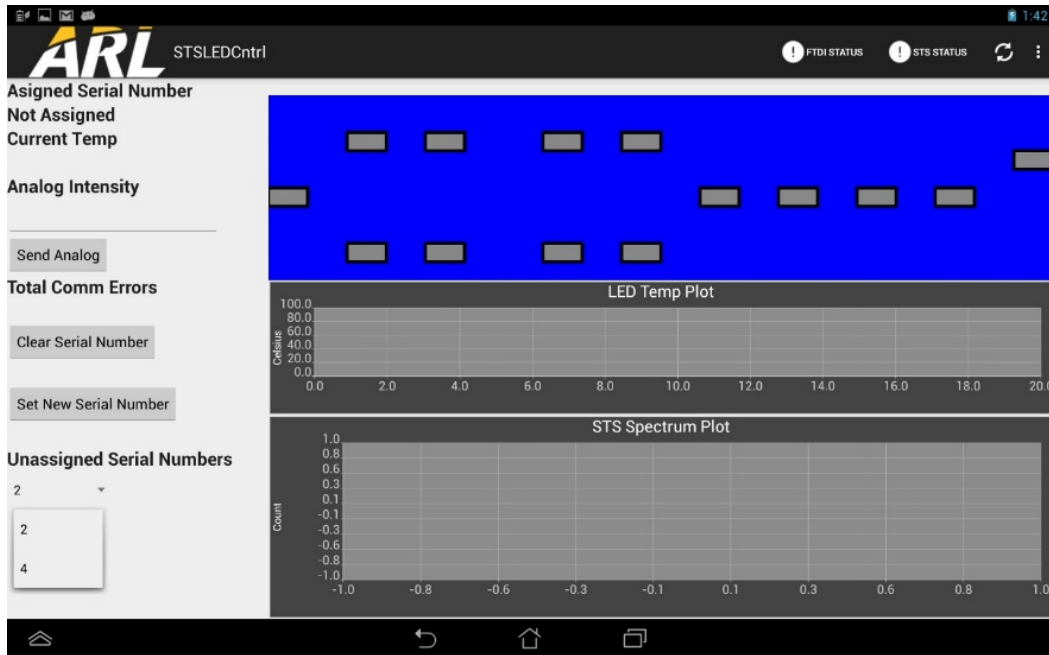 1:42
ARL
STSLEDCntrl
! FTDI STATUS
! STS STATUS
Asigned Serial Number
Not Assigned
Current Temp
Analog Intensity
Send Analog
Total Comm Errors
Clear Serial Number
Set New Serial Number
Unassigned Serial Numbers
2
2
4
LED Temp Plot
Celsius
100.0
80.0
60.0
40.0
20.0
0.0
0.0 2.0 4.0 6.0 8.0 10.0 12.0 14.0 16.0 18.0 20.0
STS Spectrum Plot
Count
1.0
0.8
0.6
0.3
0.1
-0.1
-0.3
-0.6
-0.8
-1.0
-1.0 -0.8 -0.6 -0.3 -0.1 0.1 0.3 0.6 0.8 1.0